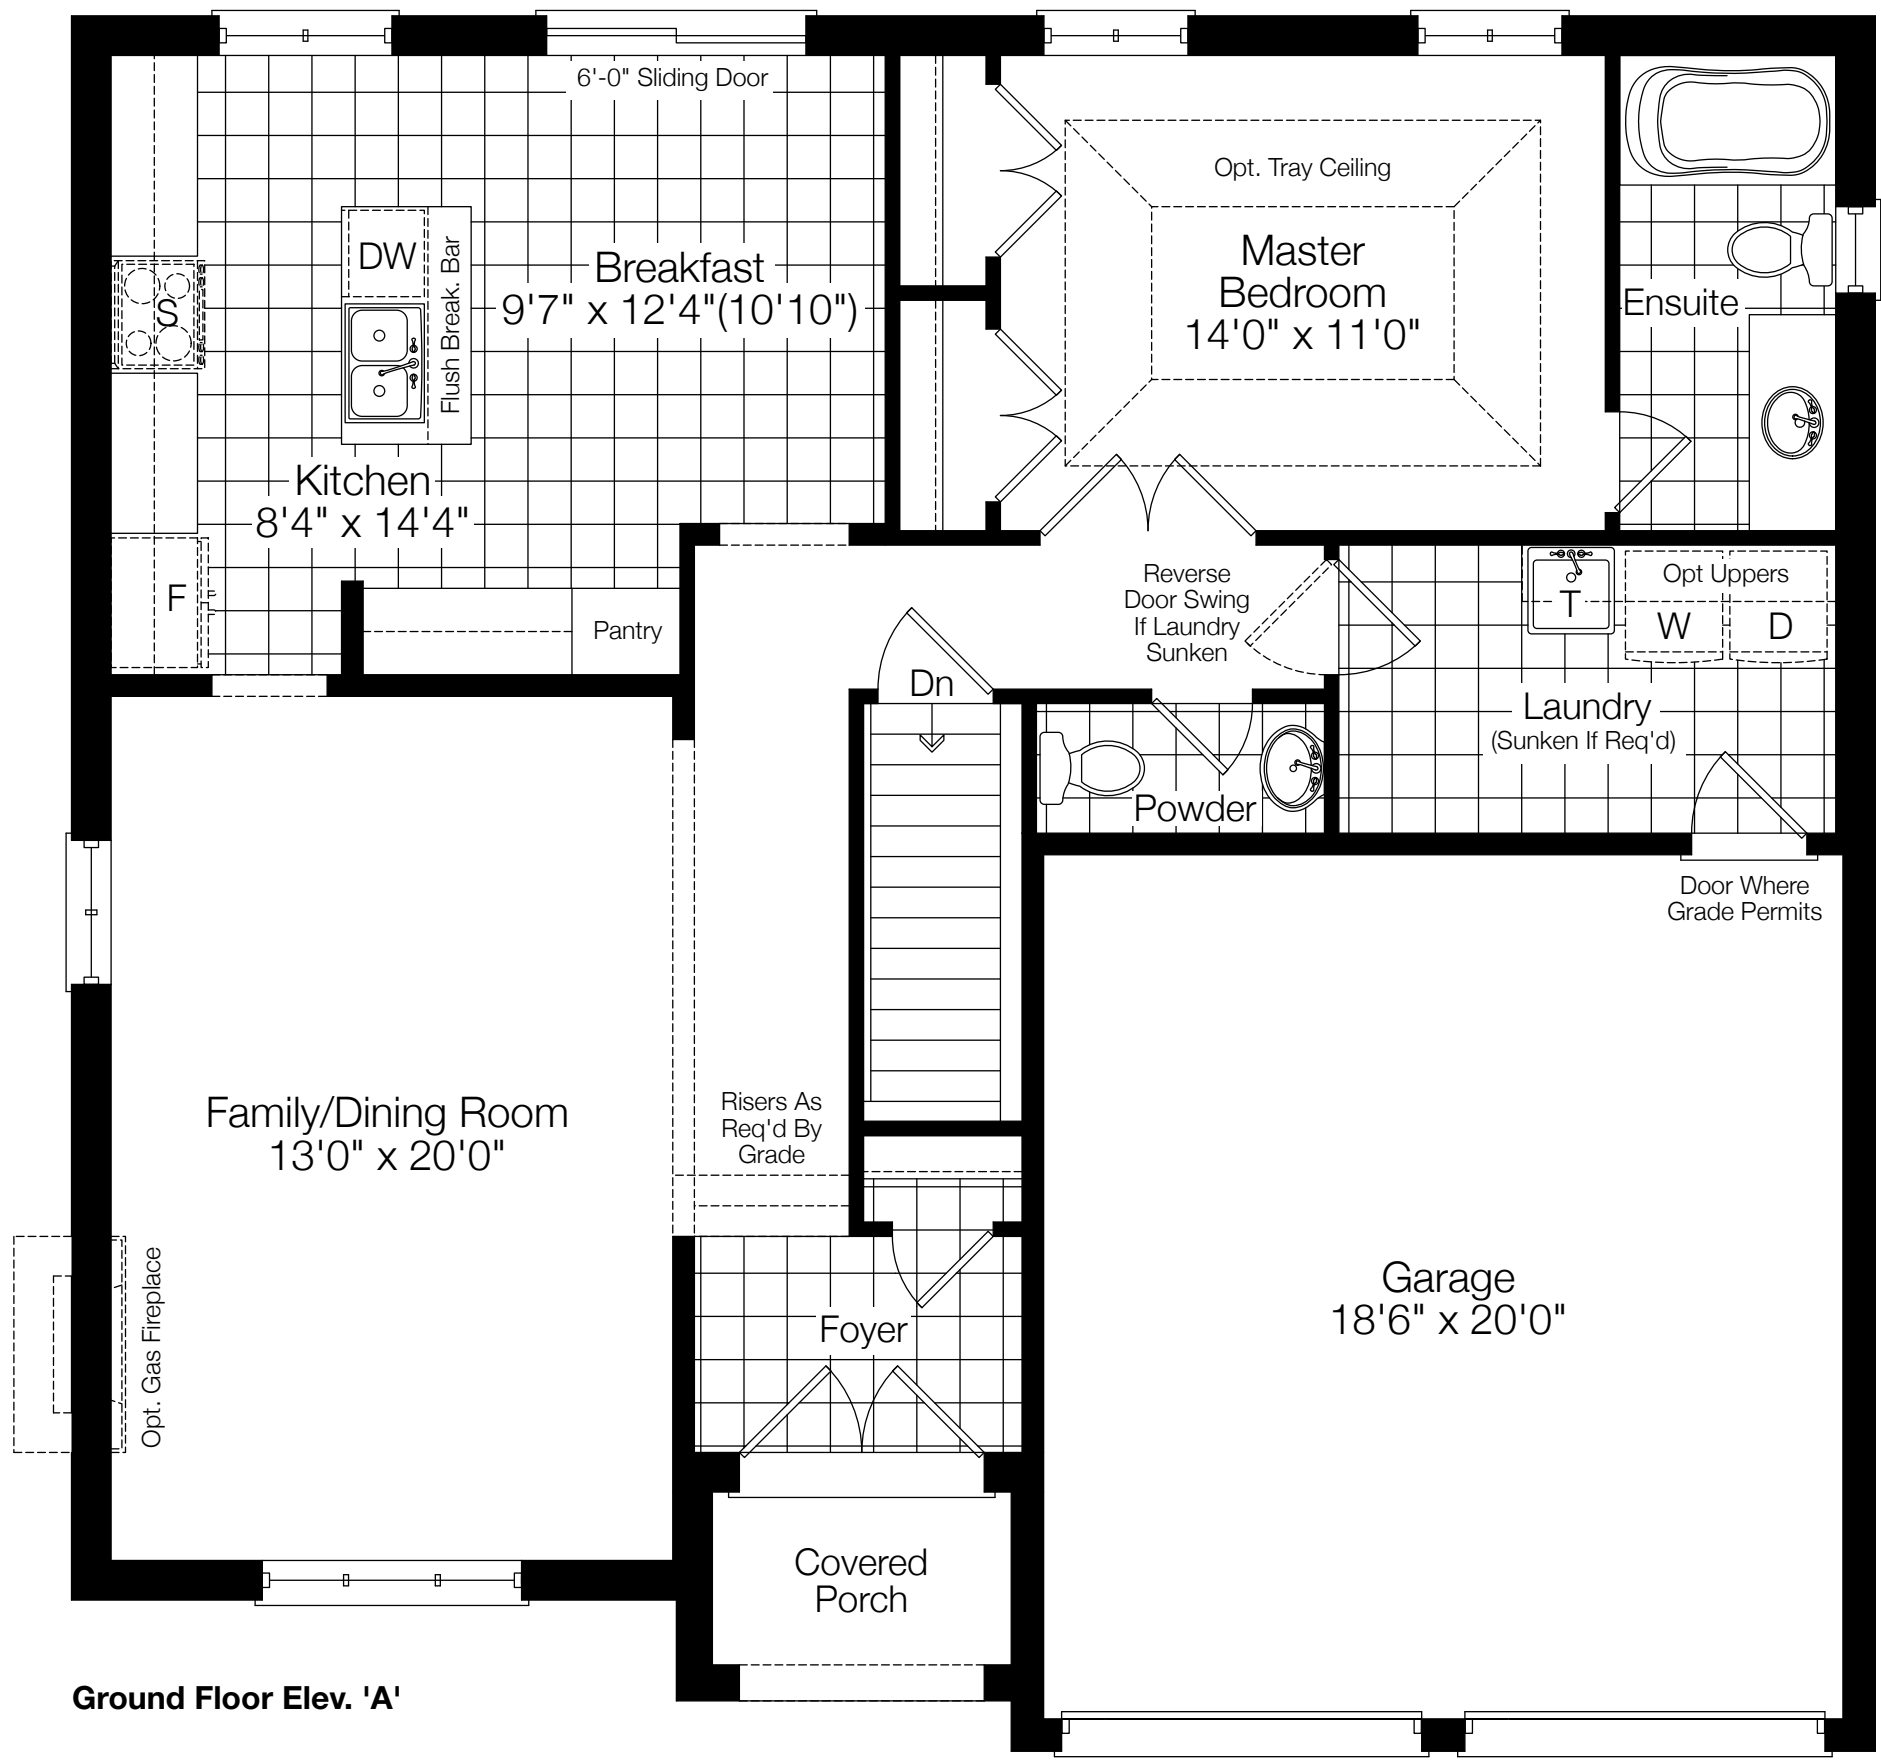 6'-0" Sliding Door
Opt. Tray Ceiling
DW
S
Flush Break. Bar
Breakfast
9'7" x 12'4"(10'10")
Master
Bedroom
14'0" x 11'0"
Ensuite
Kitchen
8'4" x 14'4"
F
Pantry
Reverse
Door Swing
If Laundry
Sunken
T
Opt Uppers
W
D
Dn
Laundry
(Sunken If Req'd)
Powder
Door Where
Grade Permits
Family/Dining Room
13'0" x 20'0"
Risers As
Req'd By
Grade
Opt. Gas Fireplace
Foyer
Garage
18'6" x 20'0"
Covered
Porch
Ground Floor Elev. 'A'